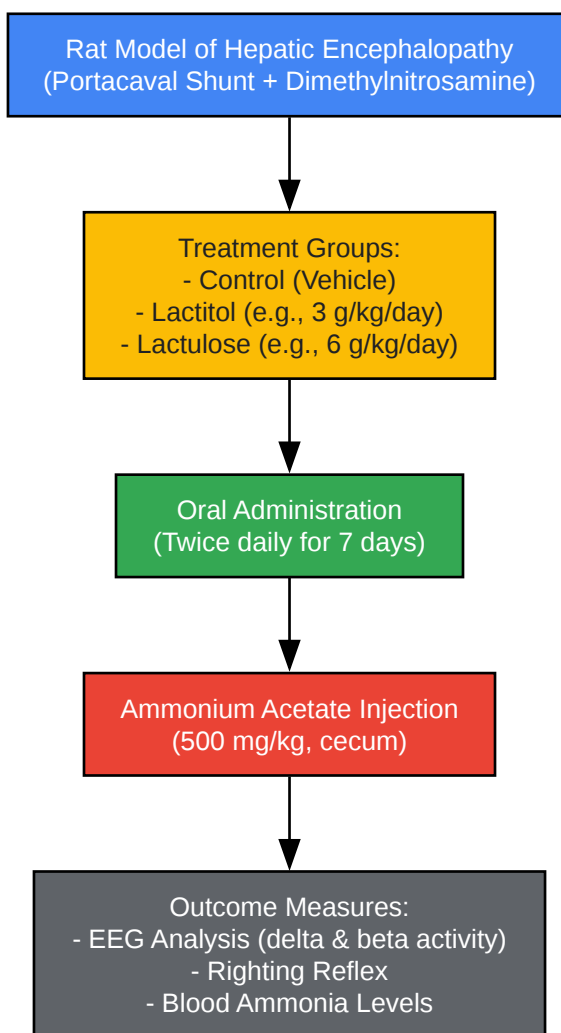 Rat Model of Hepatic Encephalopathy
(Portacaval Shunt + Dimethylnitrosamine)
Treatment Groups:
- Control (Vehicle)
- Lactitol (e.g., 3 g/kg/day)
- Lactulose (e.g., 6 g/kg/day)
Oral Administration
(Twice daily for 7 days)
Ammonium Acetate Injection
(500 mg/kg, cecum)
Outcome Measures:
- EEG Analysis (delta & beta activity)
- Righting Reflex
- Blood Ammonia Levels